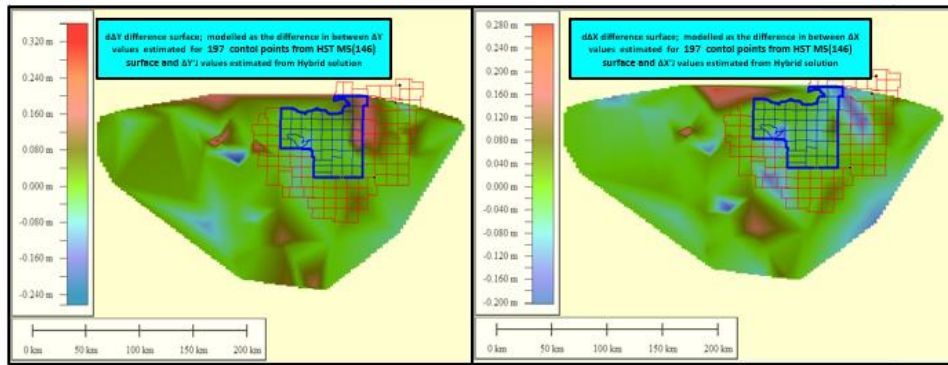 dΔY difference surface; modelled as the difference in between ΔY
values estimated for 197 contol points from HST M5(146)
surface and ΔY'J values estimated from Hybrid solution
0.320 m
0.240 m
0.160 m
0.080 m
0.000 m
-0.080 m
-0.160 m
-0.240 m
0 km 50 km 100 km 150 km 200 km
dΔX difference surface; modelled as the difference in between ΔX
values estimated for 197 contol points from HST M5(146)
surface and ΔX'J values estimated from Hybrid solution
0.280 m
0.240 m
0.200 m
0.160 m
0.120 m
0.080 m
0.040 m
0.000 m
-0.040 m
-0.080 m
-0.120 m
-0.160 m
-0.200 m
0 km 50 km 100 km 150 km 200 km